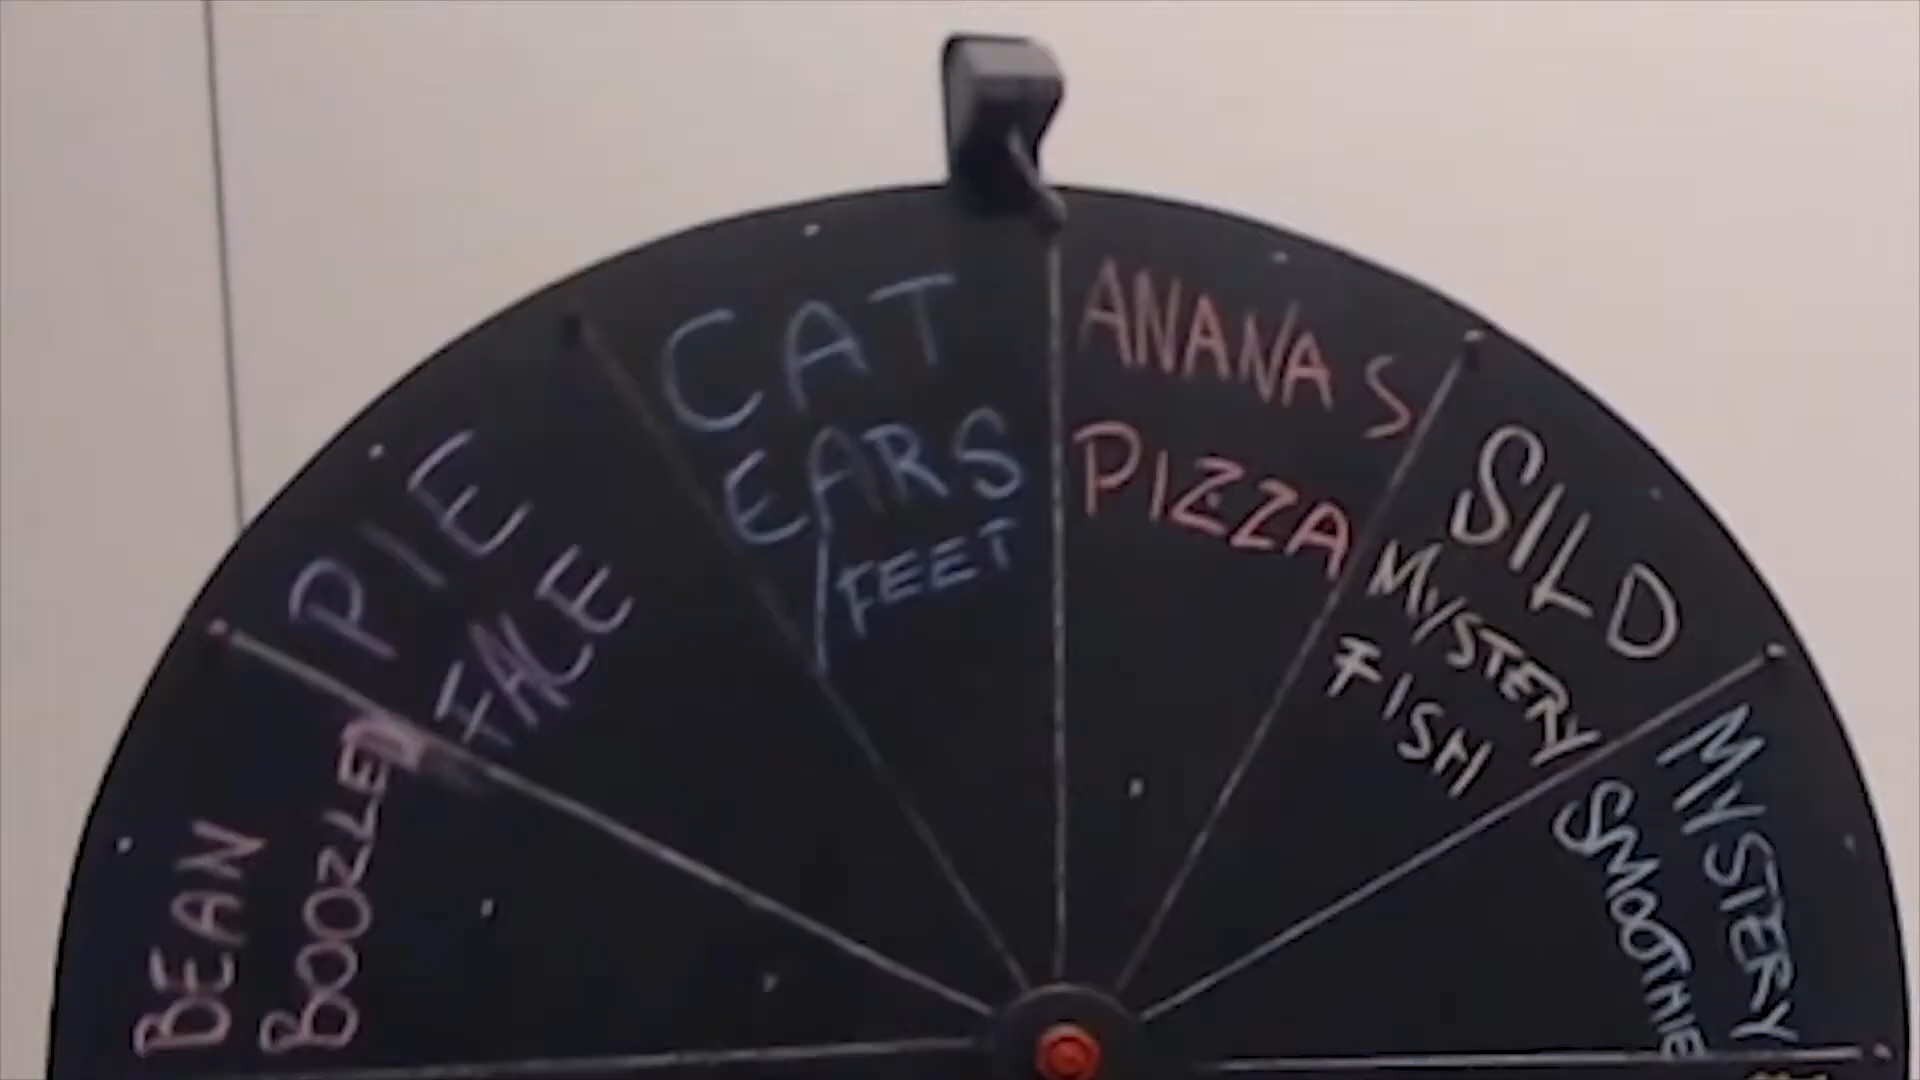 BEAN
BOOZLED
PIE
FACE
CAT
EARS
/FEET
ANANAS
PIZZA
SILD
MYSTERY
FISH
MYSTERY
SMOOTHIE